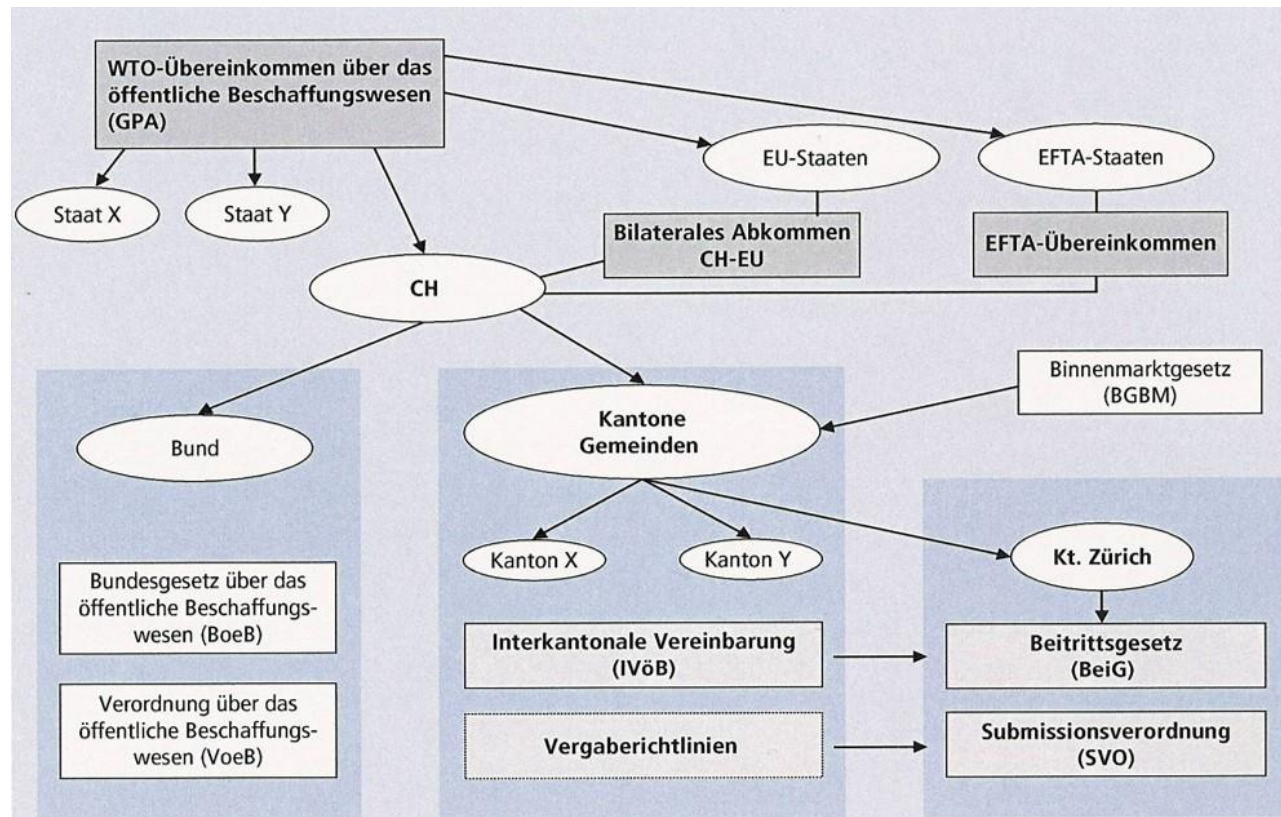 WTO-Übereinkommen über das
öffentliche Beschaffungswesen
(GPA)
EU-Staaten
EFTA-Staaten
Staat X
Staat Y
Bilaterales Abkommen
CH-EU
EFTA-Übereinkommen
CH
Binnenmarktgesetz
(BGBM)
Bund
Kantone
Gemeinden
Kanton X
Kanton Y
Kt. Zürich
Bundesgesetz über das
öffentliche Beschaffungs-
wesen (BoeB)
Interkantonale Vereinbarung
(IVöB)
Beitrittsgesetz
(BeiG)
Verordnung über das
öffentliche Beschaffungs-
wesen (VoeB)
Vergaberichtlinien
Submissionsverordnung
(SVO)